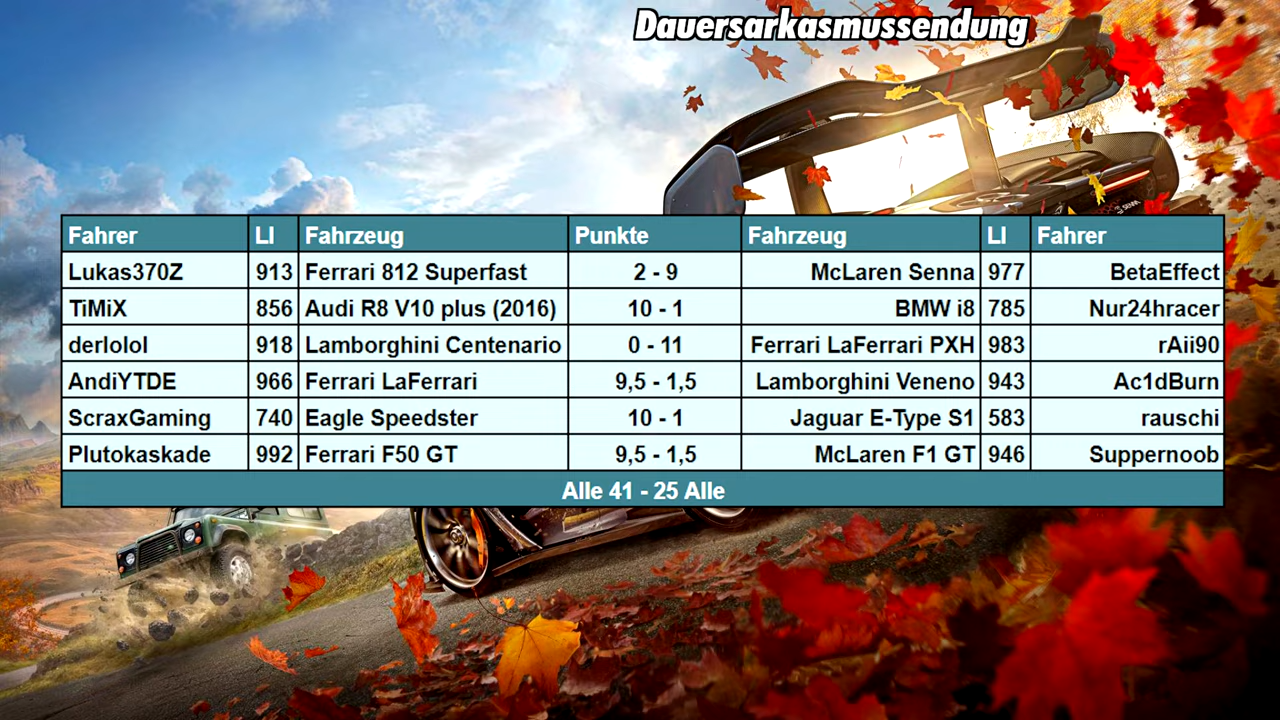 Dauersarkasmussendung
Fahrer LI Fahrzeug Punkte Fahrzeug LI Fahrer
Lukas370Z 913 Ferrari 812 Superfast 2 - 9 McLaren Senna 977 BetaEffect
TiMiX 856 Audi R8 V10 plus (2016) 10 - 1 BMW i8 785 Nur24hracer
derlolol 918 Lamborghini Centenario 0 - 11 Ferrari LaFerrari PXH 983 rAii90
AndiYTDE 966 Ferrari LaFerrari 9,5 - 1,5 Lamborghini Veneno 943 Ac1dBurn
ScraxGaming 740 Eagle Speedster 10 - 1 Jaguar E-Type S1 583 rauschi
Plutokaskade 992 Ferrari F50 GT 9,5 - 1,5 McLaren F1 GT 946 Suppernoob
Alle 41 - 25 Alle